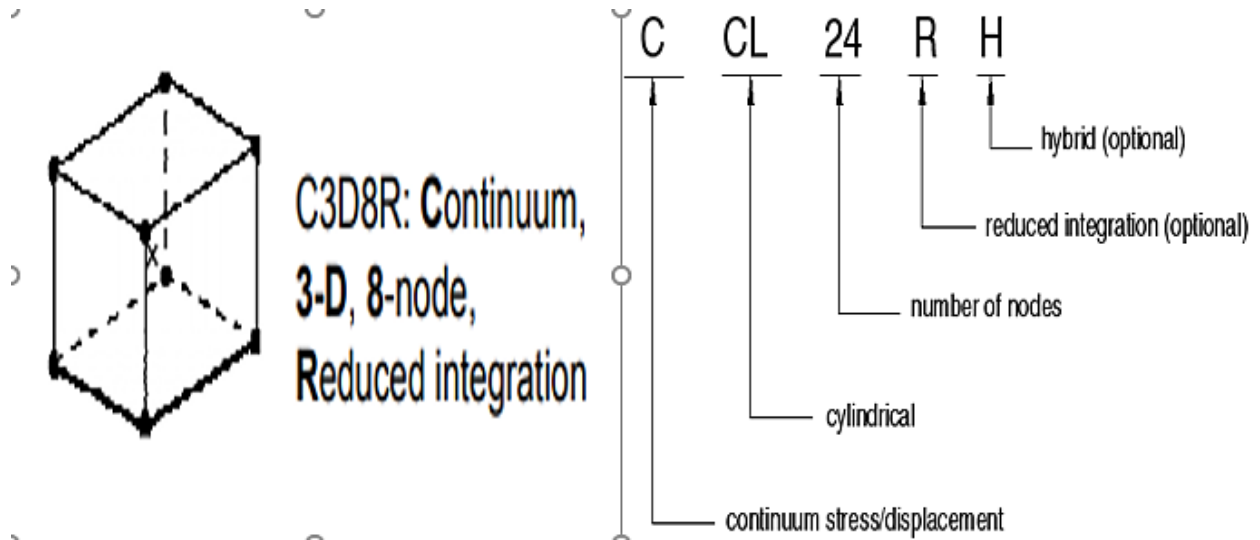 C3D8R: Continuum,
3-D, 8-node,
Reduced integration
C CL 24 R H
hybrid (optional)
reduced integration (optional)
number of nodes
cylindrical
continuum stress/displacement